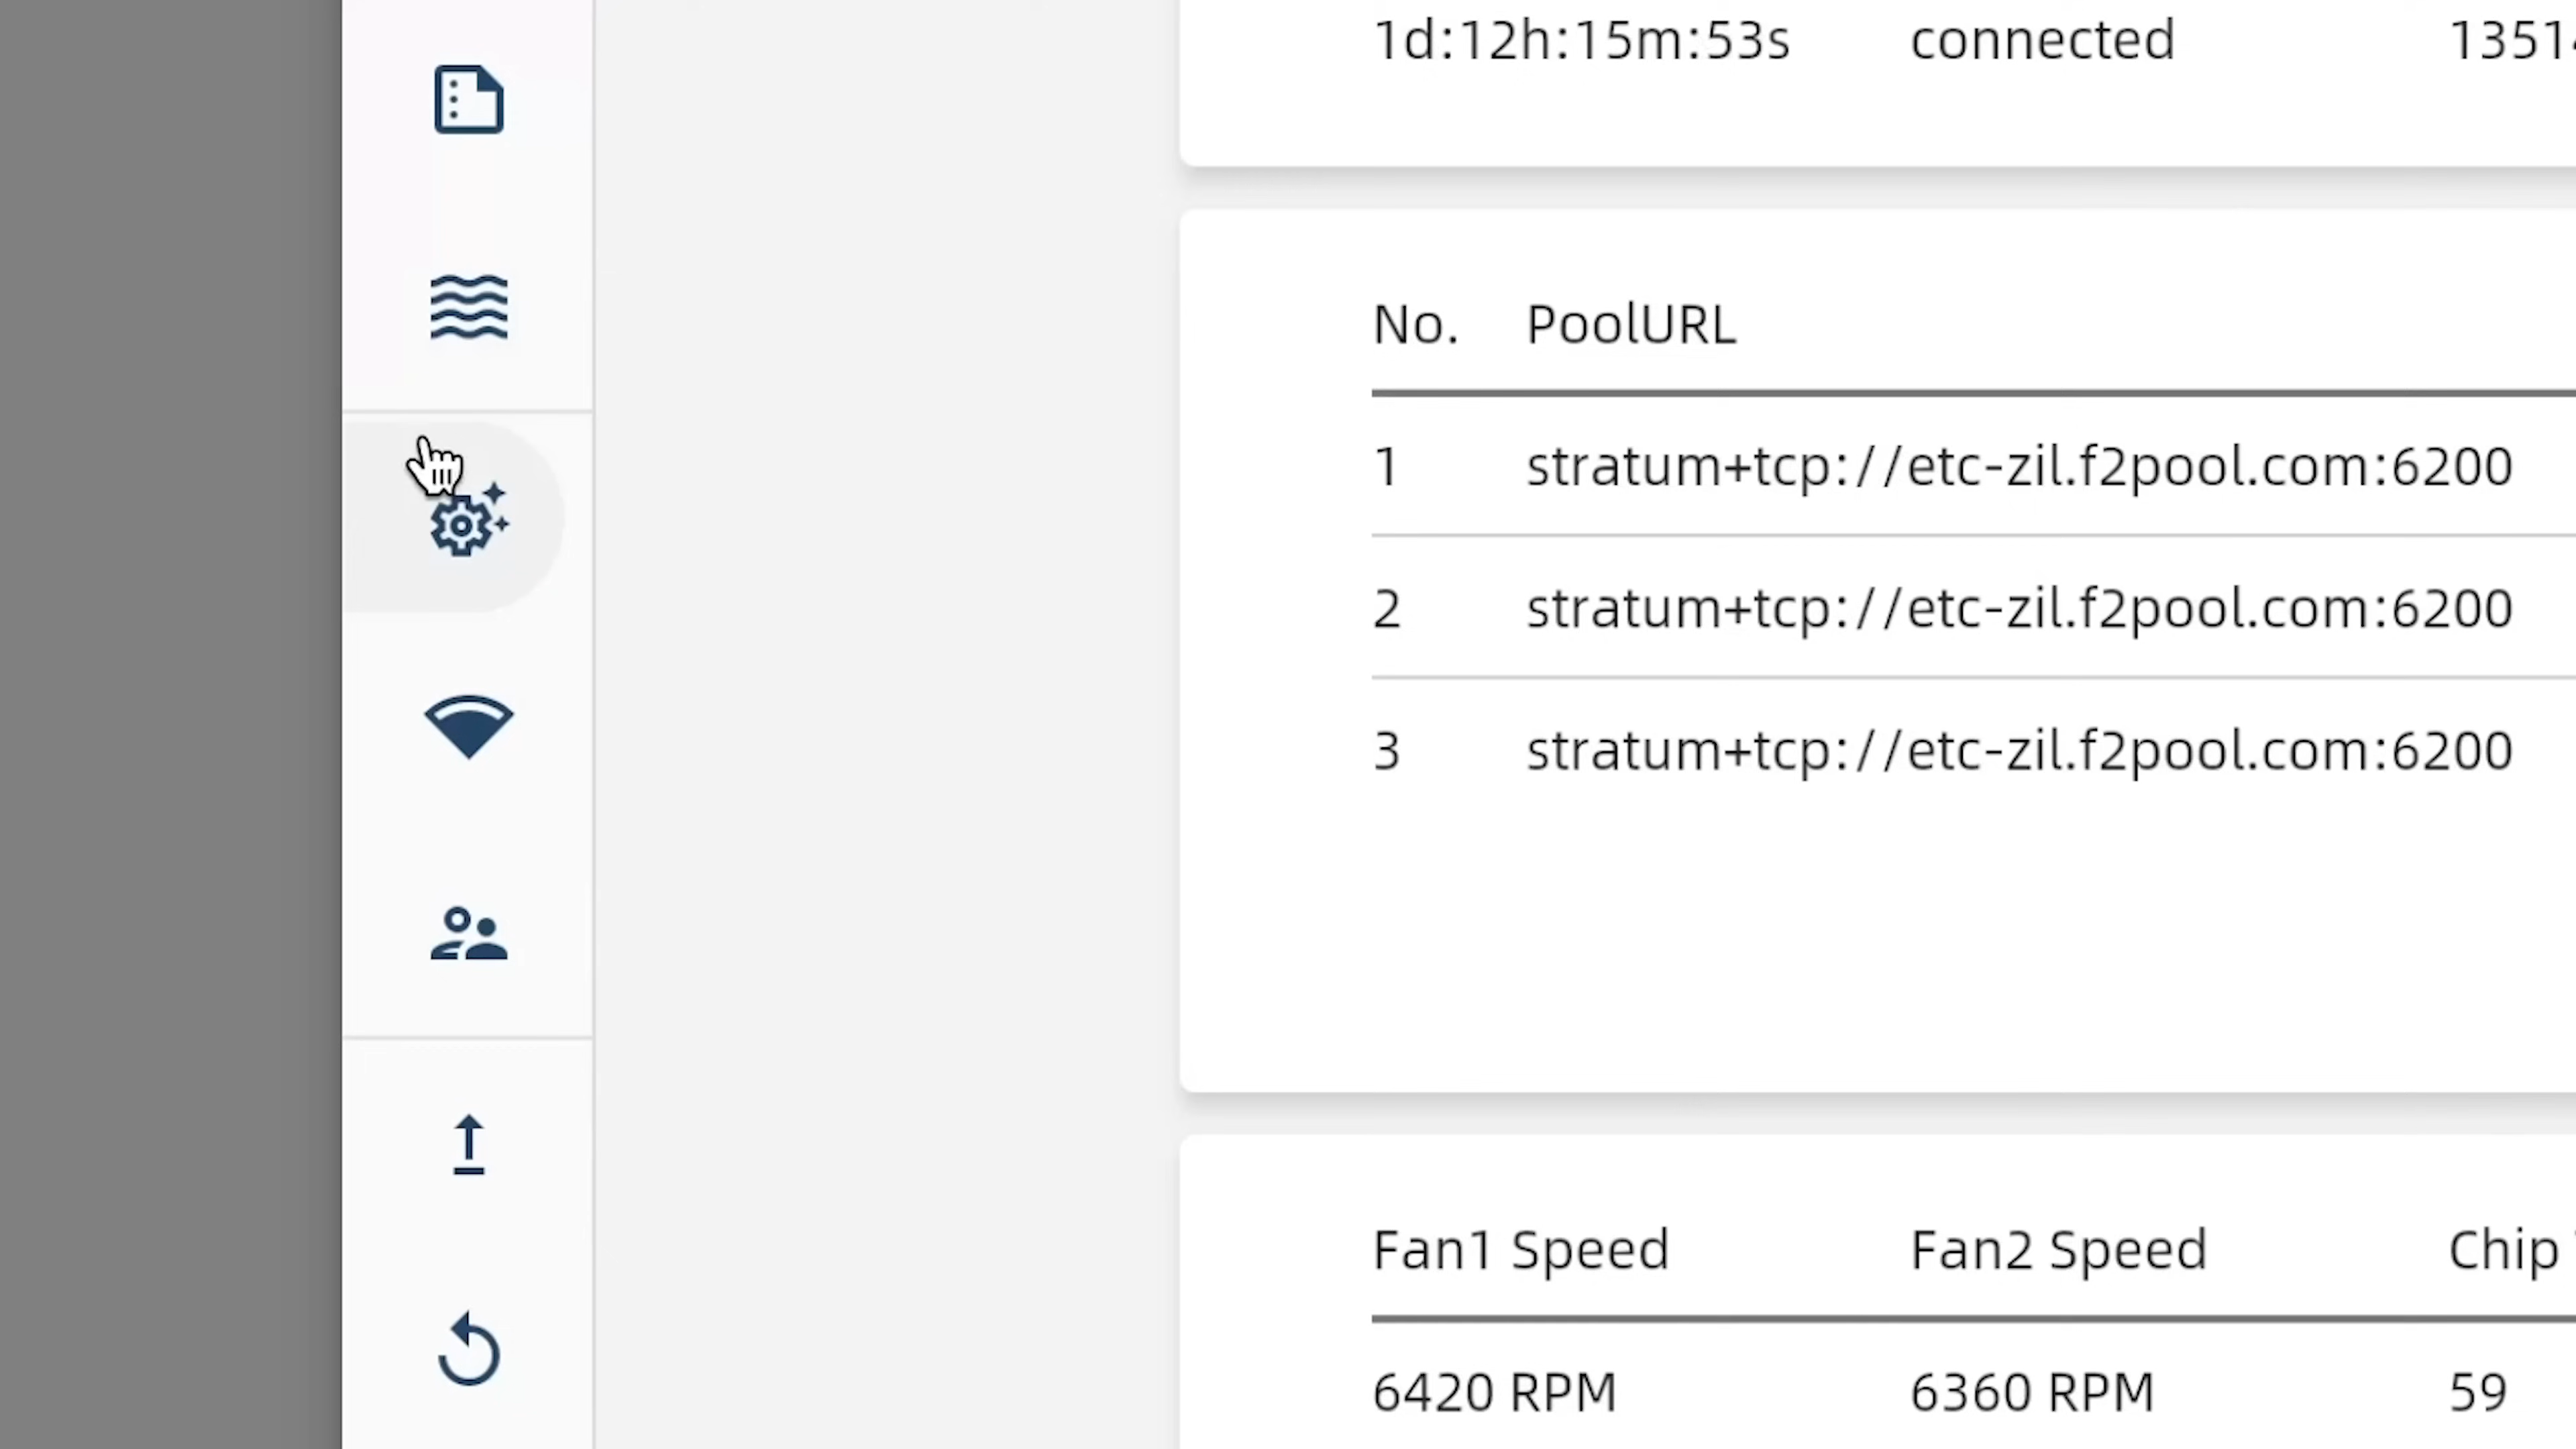 1d:12h:15m:53s connected 1351
No. PoolURL
1 stratum+tcp://etc-zil.f2pool.com:6200
2 stratum+tcp://etc-zil.f2pool.com:6200
3 stratum+tcp://etc-zil.f2pool.com:6200
Fan1 Speed Fan2 Speed Chip
6420 RPM 6360 RPM 59